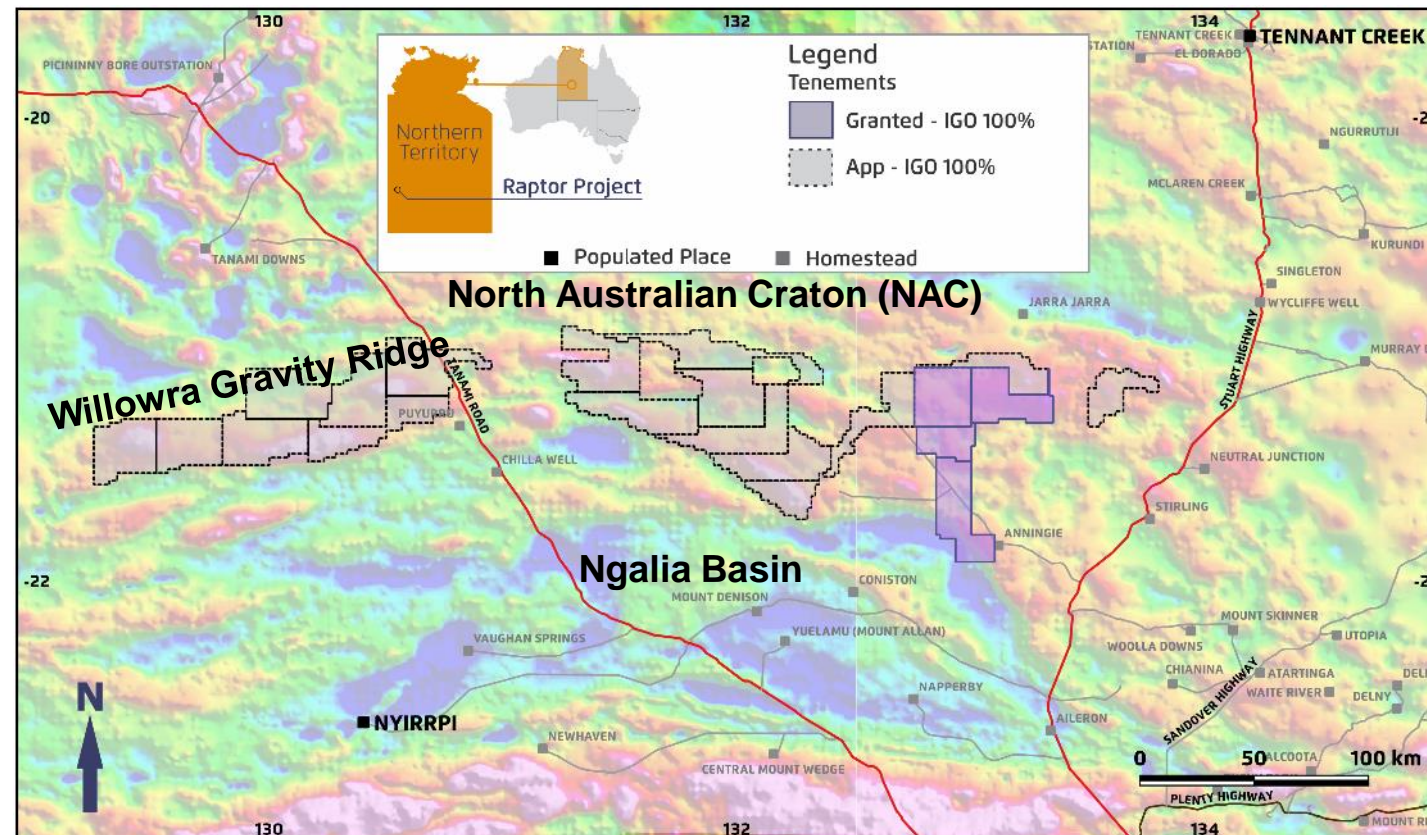 130
132
134
TENNANT CREEK
TENNANT CREEK
EL DORADO
STATION
PICININNY BORE OUTSTATION
-20
Northern
Territory
Raptor Project
Legend
Tenements
Granted - IGO 100%
App - IGO 100%
Populated Place
Homestead
NGURRUTIJI
MCLAREN CREEK
KURUNDI
TANAMI DOWNS
SINGLETON
WYCLIFFE WELL
North Australian Craton (NAC)
JARRA JARRA
STUART HIGHWAY
Willowra Gravity Ridge
TANAMI ROAD
CHILLA WELL
NEUTRAL JUNCTION
STIRLING
ANNINGIE
Ngalia Basin
-22
CONISTON
MOUNT DENISON
YUELAMU (MOUNT ALLAN)
VAUGHAN SPRINGS
MOUNT SKINNER
UTOPIA
WOOLLA DOWNS
CHIANINA
ATARTINGA
WAITE RIVER
DELNY
NAPPERBY
N
NYIRRPI
AILERON
SANDOVER HIGHWAY
NEWHAVEN
CENTRAL MOUNT WEDGE
0 50 100 km
PLENTY HIGHWAY
130
132
134